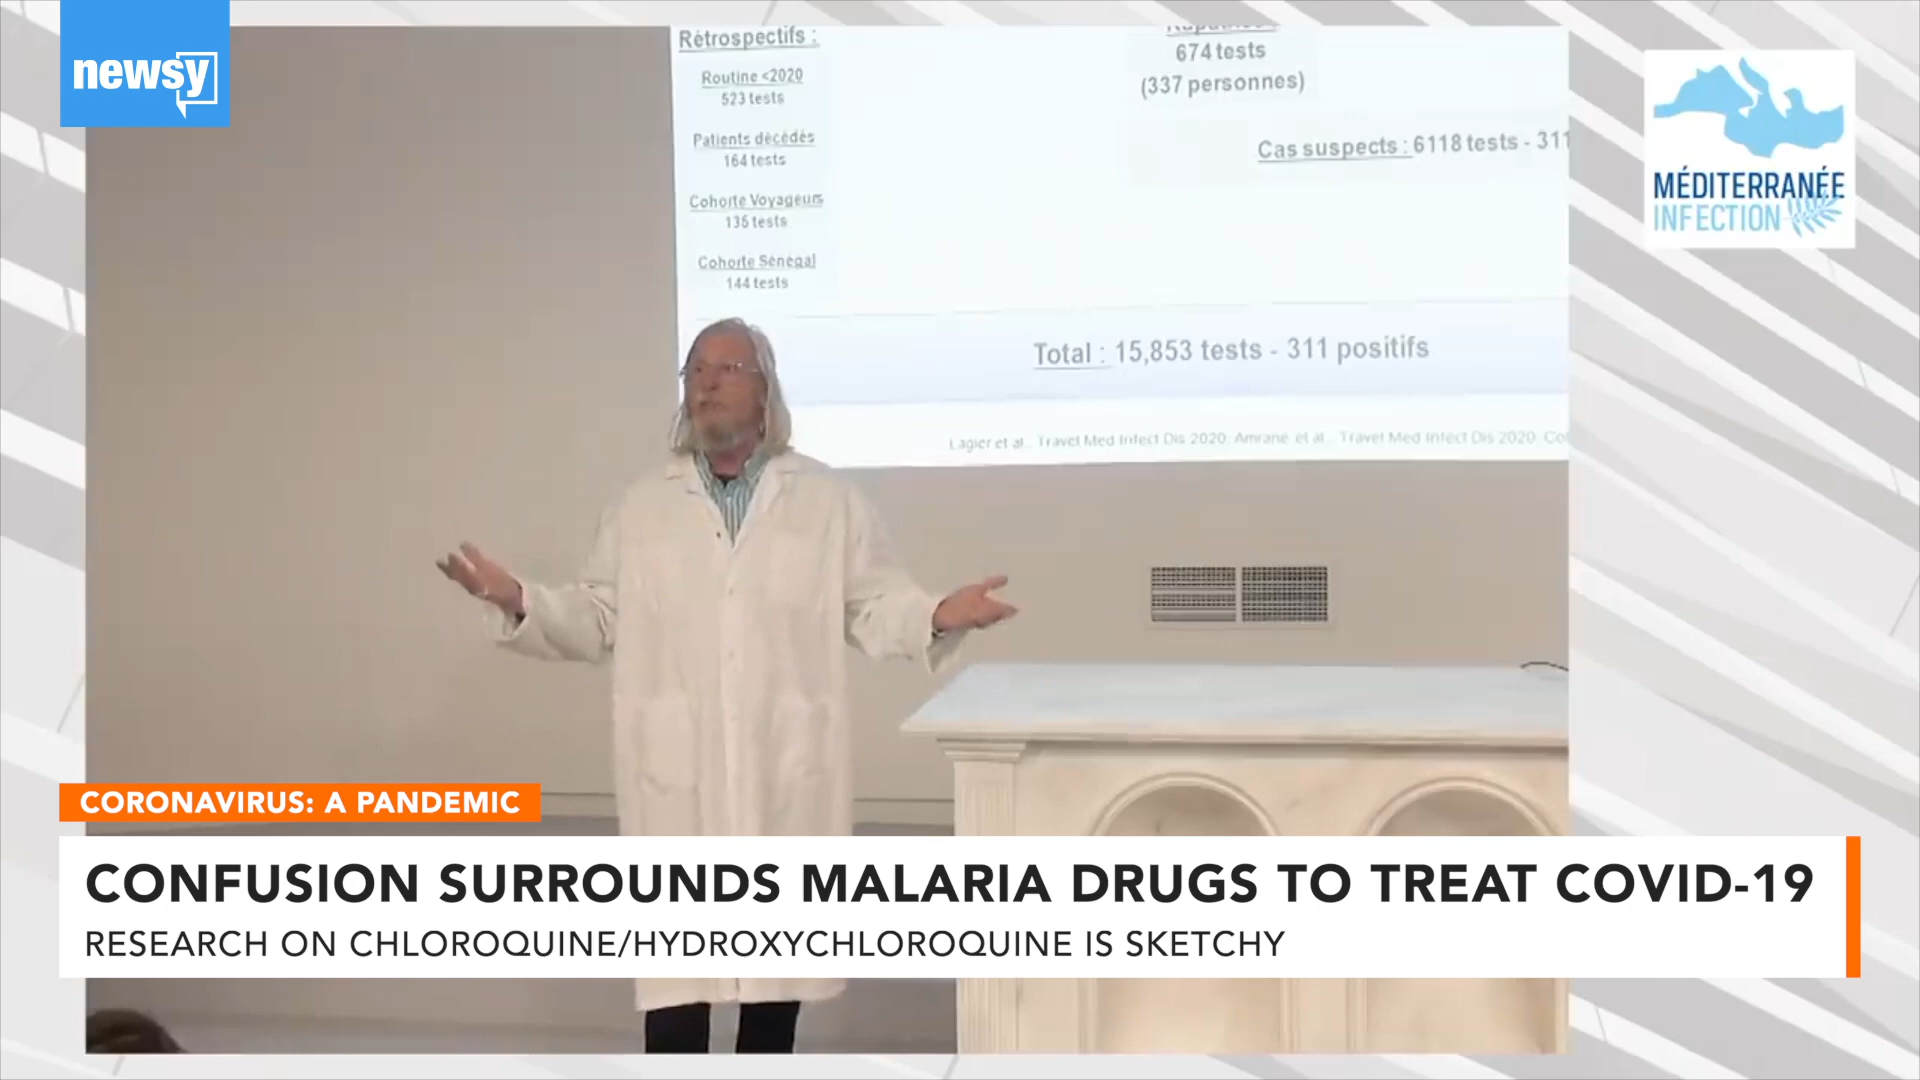 newsy
Rétrospectifs :
Routine <2020
523 tests
Patients décédés
164 tests
Cohorte Voyageurs
135 tests
Cohorte Sénégal
144 tests
674 tests
(337 personnes)
Cas suspects : 6118 tests - 311
Total : 15,853 tests - 311 positifs
Lagier et al., Travel Med Infect Dis 2020; Amrane et al., Travel Med Infect Dis 2020;
MÉDITERRANÉE
INFECTION
CORONAVIRUS: A PANDEMIC
CONFUSION SURROUNDS MALARIA DRUGS TO TREAT COVID-19
RESEARCH ON CHLOROQUINE/HYDROXYCHLOROQUINE IS SKETCHY